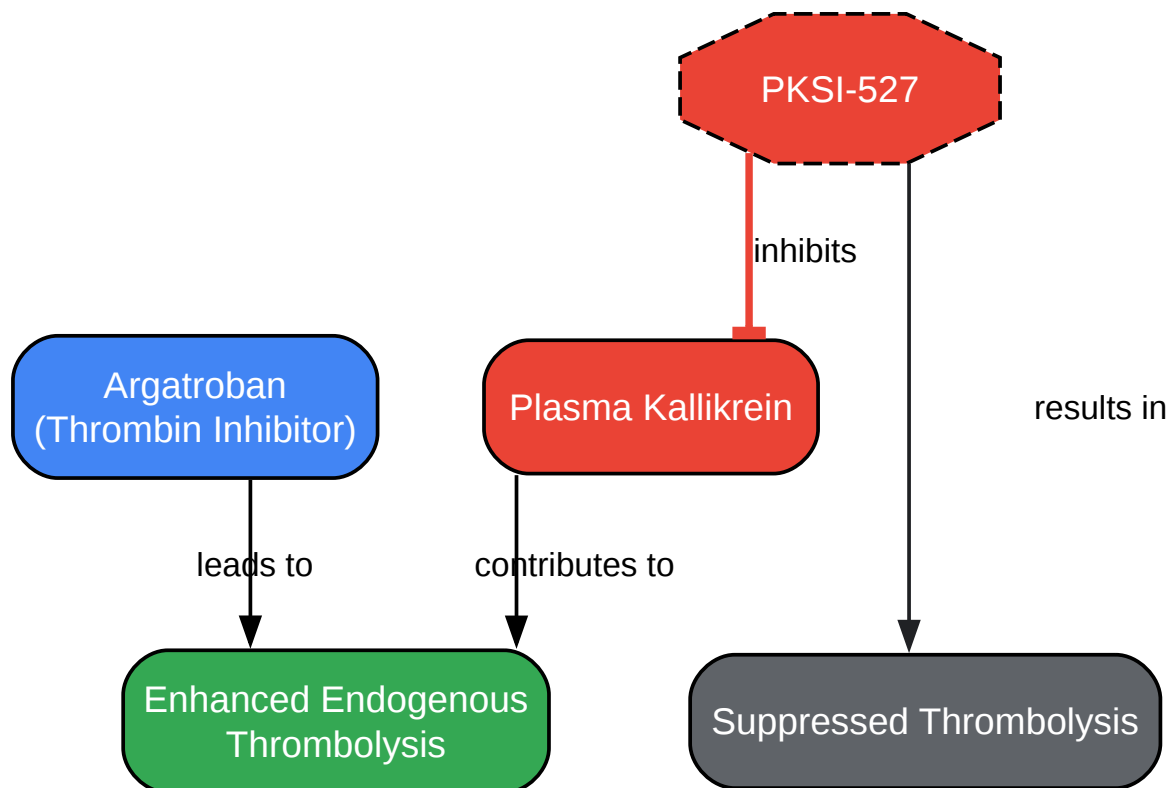 PKSI-527
inhibits
Argatroban
(Thrombin Inhibitor)
Plasma Kallikrein
results in
leads to
contributes to
Enhanced Endogenous
Thrombolysis
Suppressed Thrombolysis